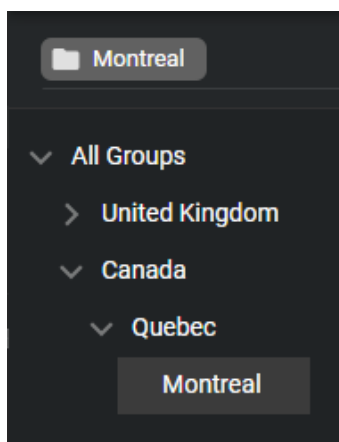 Montreal
All Groups
United Kingdom
Canada
Quebec
Montreal